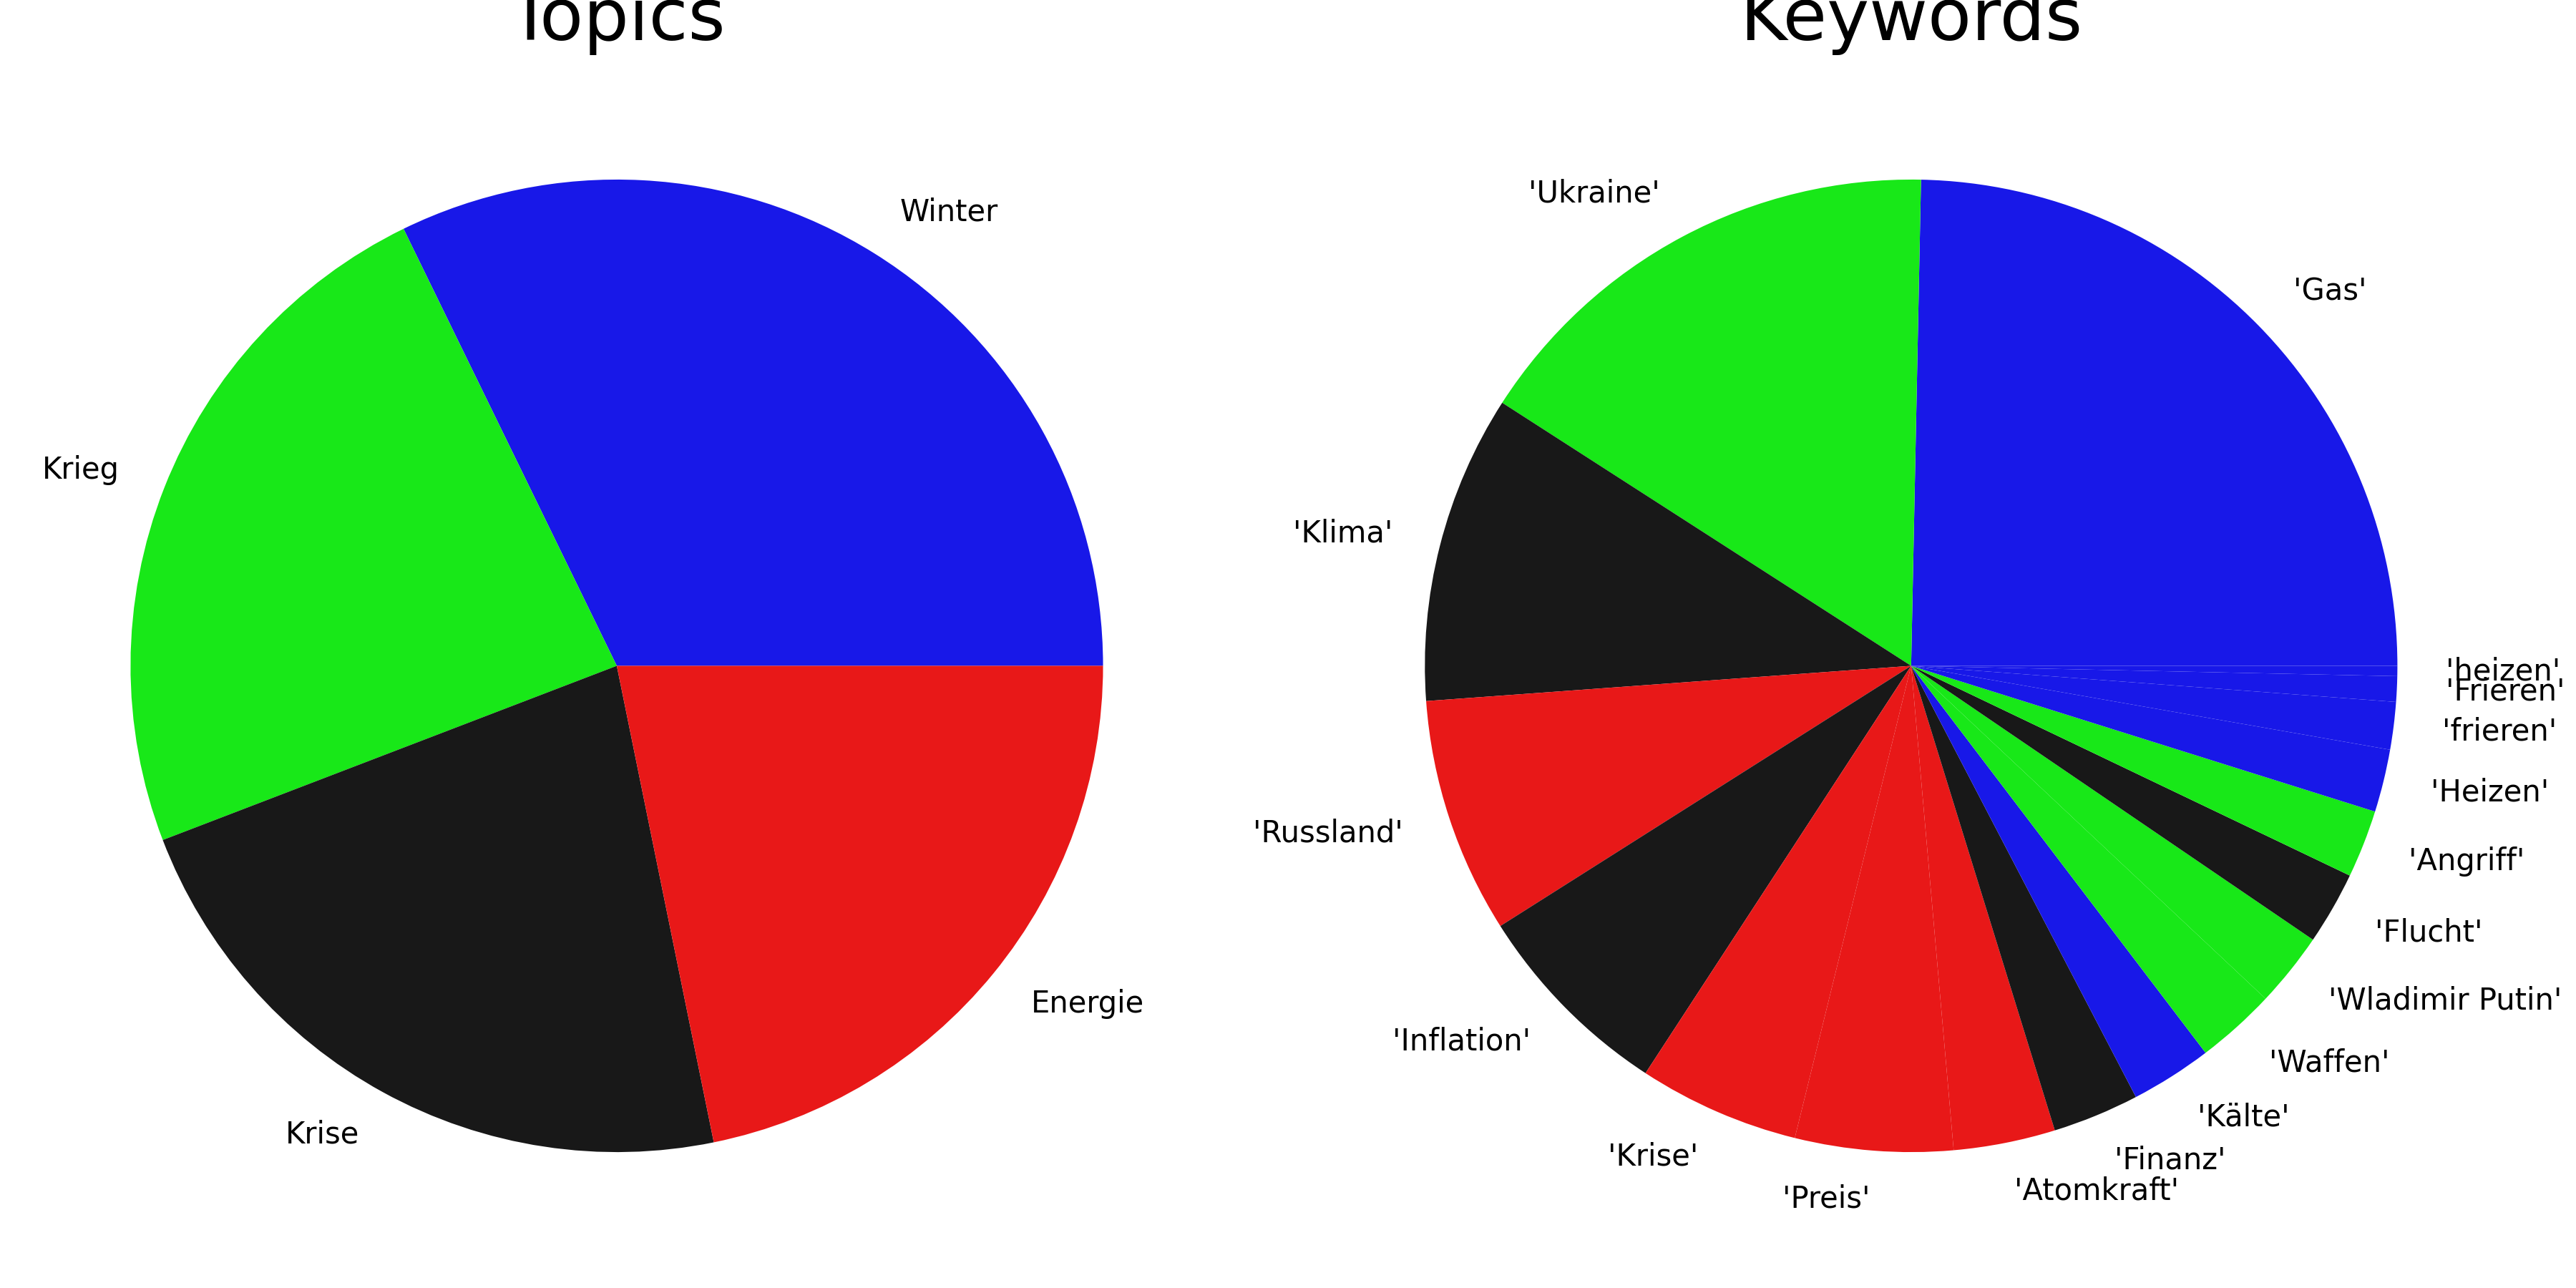 Topics
Winter
Krieg
Krise
Energie
Keywords
'Gas'
'Ukraine'
'Klima'
'Russland'
'Inflation'
'Krise'
'Preis'
'Atomkraft'
'Finanz'
'Kälte'
'Waffen'
'Wladimir Putin'
'Flucht'
'Angriff'
'Heizen'
'frieren'
'Frieren'
'heizen'